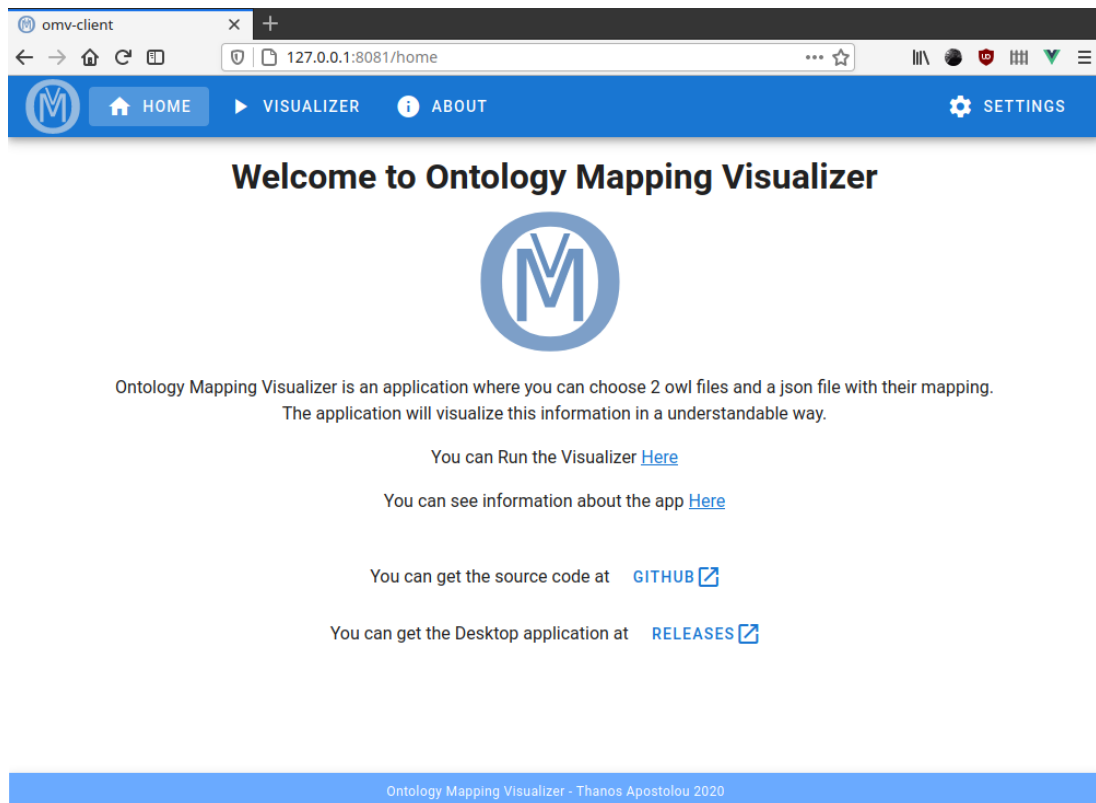 omv-client
127.0.0.1:8081/home
HOME VISUALIZER ABOUT SETTINGS
Welcome to Ontology Mapping Visualizer
Ontology Mapping Visualizer is an application where you can choose 2 owl files and a json file with their mapping.
The application will visualize this information in a understandable way.
You can Run the Visualizer Here
You can see information about the app Here
You can get the source code at GITHUB
You can get the Desktop application at RELEASES
Ontology Mapping Visualizer - Thanos Apostolou 2020